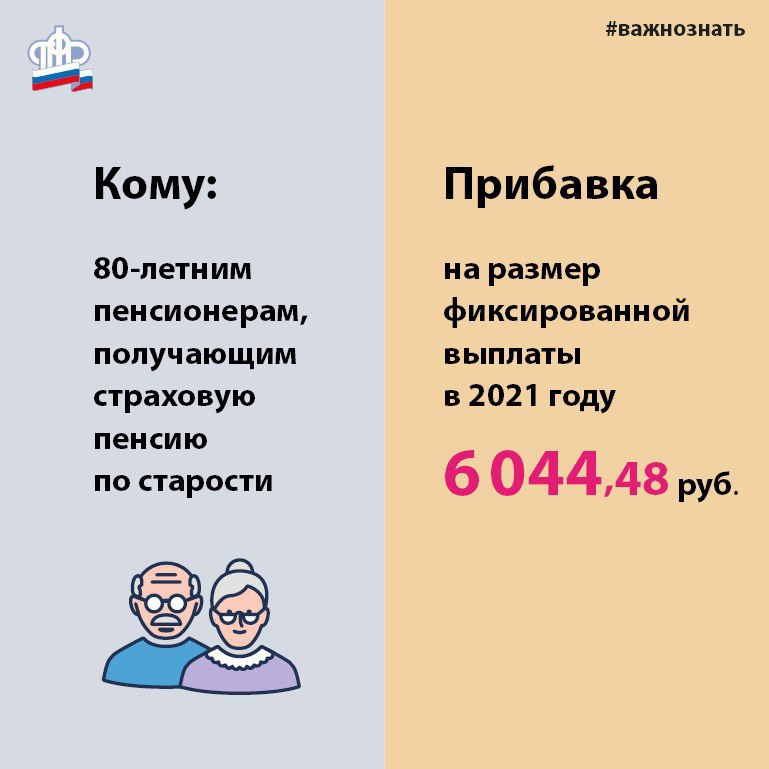 #важнознать
Кому:
80-летним
пенсионерам,
получающим
страховую
пенсию
по старости
Прибавка
на размер
фиксированной
выплаты
в 2021 году
6 044,48 руб.